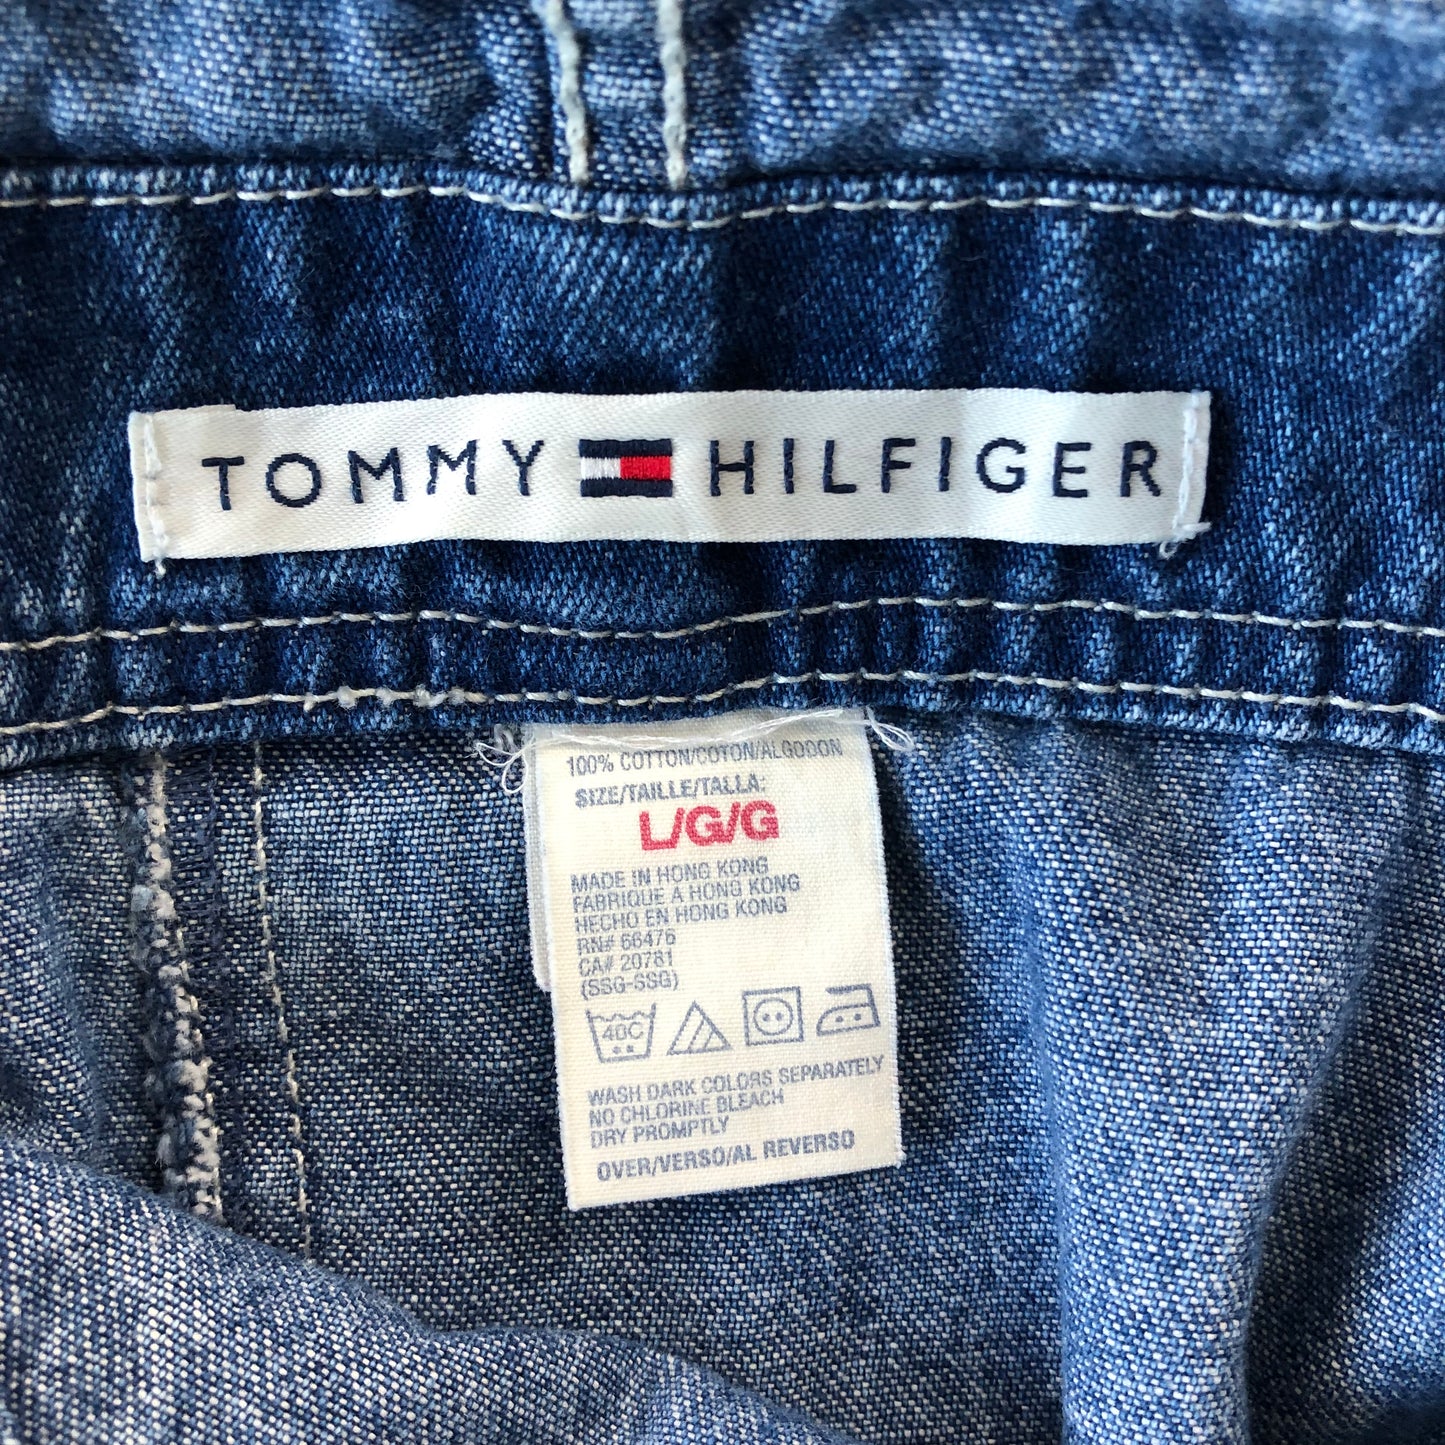 TOMMY HILFIGER
100% COTTON/COTON/ALGODON
SIZE/TAILLE/TALLA:
L/G/G
MADE IN HONG KONG
FABRIQUE A HONG KONG
HECHO EN HONG KONG
RN# 66476
CA# 20781
(SSG-SSG)
40C
WASH DARK COLORS SEPARATELY
NO CHLORINE BLEACH
DRY PROMPTLY
OVER/VERSO/AL REVERSO